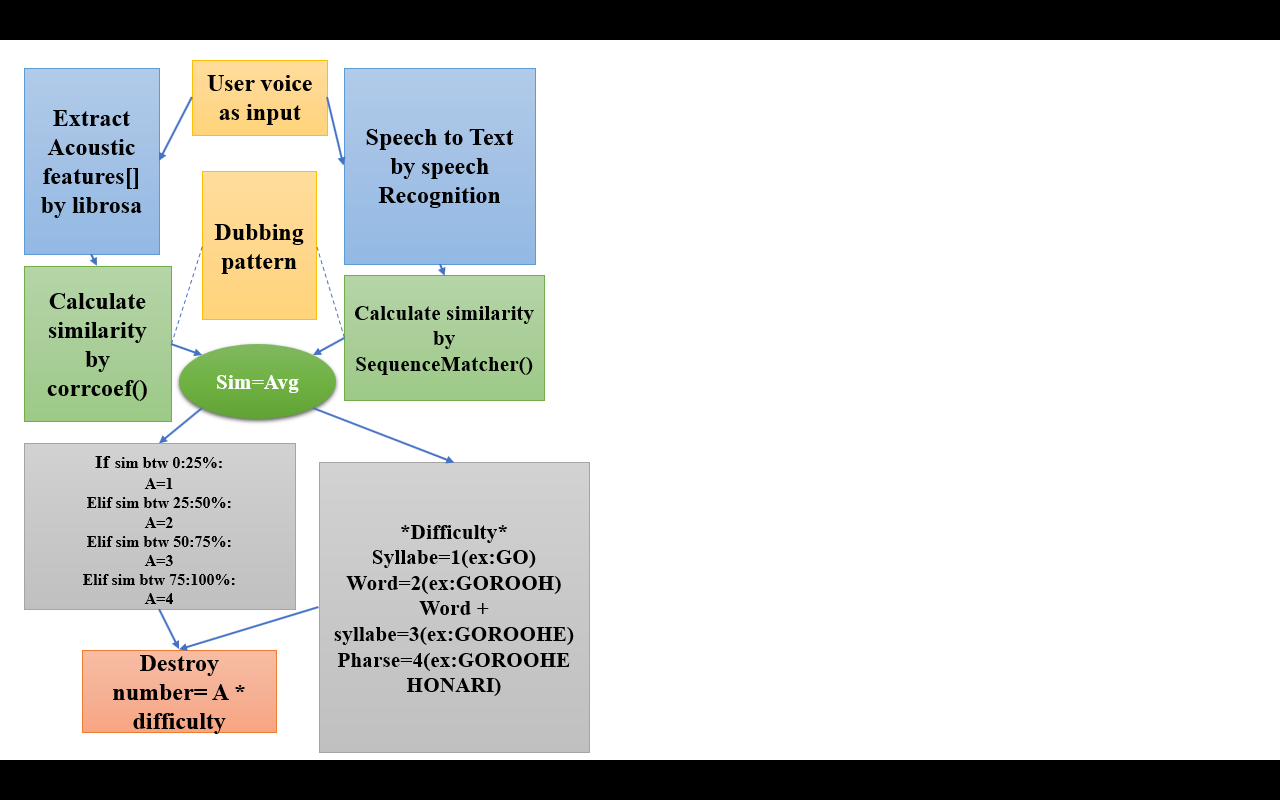 User voice
as input
Extract
Acoustic
features[]
by librosa
Speech to Text
by speech
Recognition
Dubbing
pattern
Calculate
similarity
by
corrcoef()
Calculate similarity
by
SequenceMatcher()
Sim=Avg
If sim btw 0:25%:
A=1
Elif sim btw 25:50%:
A=2
Elif sim btw 50:75%:
A=3
Elif sim btw 75:100%:
A=4
*Difficulty*
Syllabe=1(ex:GO)
Word=2(ex:GOROOH)
Word +
syllabe=3(ex:GOROOHE)
Pharse=4(ex:GOROOHE
HONARI)
Destroy
number= A *
difficulty